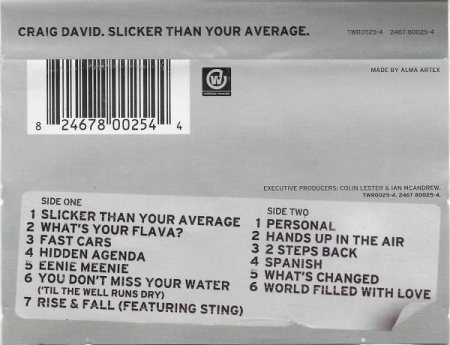 CRAIG DAVID. SLICKER THAN YOUR AVERAGE.
TWR0025-4 2467 80025-4
MADE BY ALMA ARTEX
8 24678 00254 4
EXECUTIVE PRODUCERS: COLIN LESTER & IAN MCANDREW.
TWR0025-4. 2467 80025-4.
SIDE ONE
1 SLICKER THAN YOUR AVERAGE
2 WHAT'S YOUR FLAVA?
3 FAST CARS
4 HIDDEN AGENDA
5 EENIE MEENIE
6 YOU DON'T MISS YOUR WATER
('TIL THE WELL RUNS DRY)
7 RISE & FALL (FEATURING STING)
SIDE TWO
1 PERSONAL
2 HANDS UP IN THE AIR
3 2 STEPS BACK
4 SPANISH
5 WHAT'S CHANGED
6 WORLD FILLED WITH LOVE